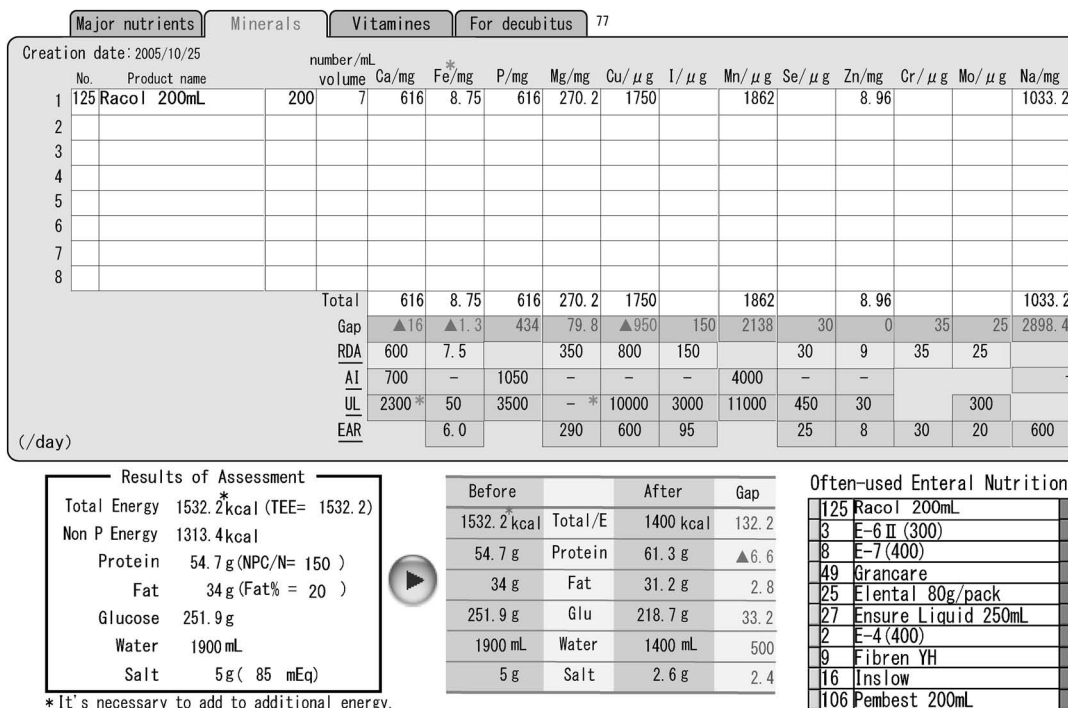 Major nutrients Minerals Vitamines For decubitus 77
Creation date:2005/10/25
number/mL
No. Product name volume Ca/mg Fe*/mg P/mg Mg/mg Cu/μg I/μg Mn/μg Se/μg Zn/mg Cr/μg Mo/μg Na/mg
1 125 Racol 200mL 200 7 616 8.75 616 270.2 1750 1862 8.96 1033.2
2
3
4
5
6
7
8
Total 616 8.75 616 270.2 1750 1862 8.96 1033.2
Gap ▲16 ▲1.3 434 79.8 ▲950 150 2138 30 0 35 25 2898.4
RDA 600 7.5 350 800 150 30 9 35 25
AI 700 − 1050 − − − 4000 − − −
UL 2300* 50 3500 −* 10000 3000 11000 450 30 300
EAR 6.0 290 600 95 25 8 30 20 600
(/day)
Results of Assessment
Total Energy 1532.2*kcal(TEE= 1532.2)
Non P Energy 1313.4kcal
Protein 54.7g(NPC/N= 150 )
Fat 34g(Fat% = 20 )
Glucose 251.9g
Water 1900mL
Salt 5g( 85 mEq)
*It's necessary to add to additional energy.
Before After Gap
1532.2*kcal Total/E 1400kcal 132.2
54.7g Protein 61.3g ▲6.6
34g Fat 31.2g 2.8
251.9g Glu 218.7g 33.2
1900mL Water 1400mL 500
5g Salt 2.6g 2.4
Often-used Enteral Nutrition
125 Racol 200mL
3 E-6Ⅱ(300)
8 E-7(400)
49 Grancare
25 Elental 80g/pack
27 Ensure Liquid 250mL
2 E-4(400)
9 Fibren YH
16 Inslow
106 Pembest 200mL